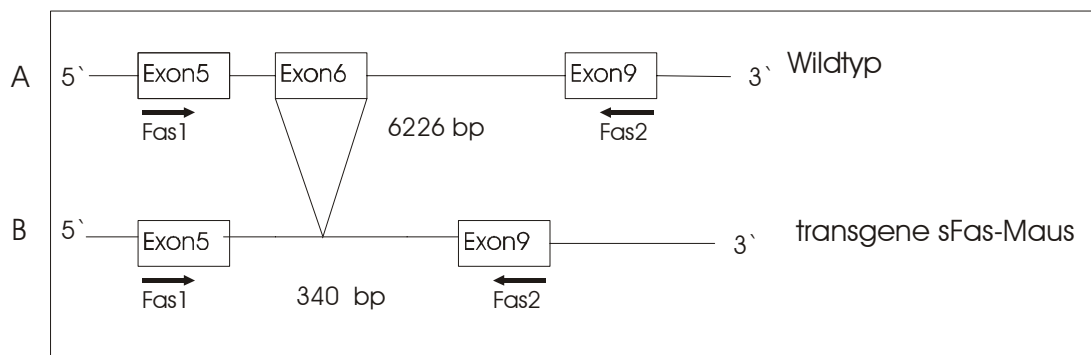 A 5` Exon5 Exon6 Exon9 3` Wildtyp
Fas1 Fas2
6226 bp
B 5` Exon5 Exon9 3` transgene sFas-Maus
Fas1 340 bp Fas2